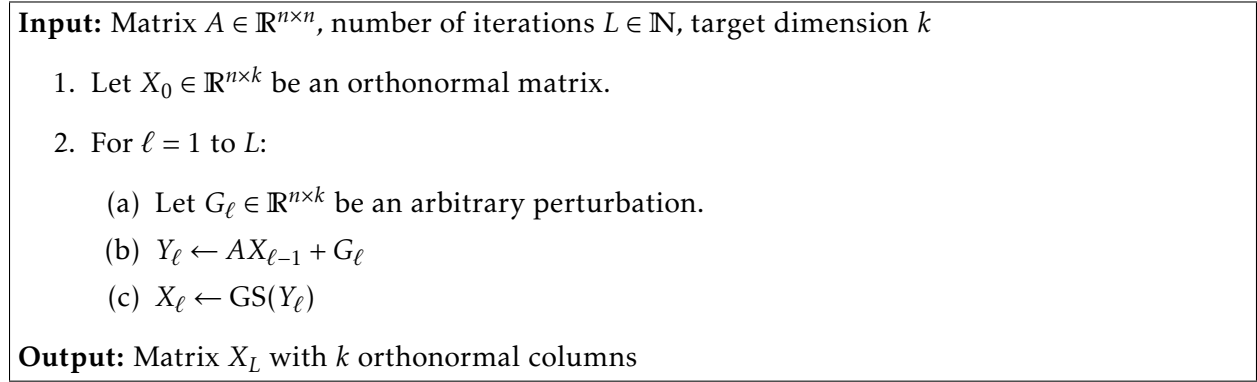 Input: Matrix A ∈ ℝ^{n×n}, number of iterations L ∈ ℕ, target dimension k
1. Let X_0 ∈ ℝ^{n×k} be an orthonormal matrix.
2. For ℓ = 1 to L:
(a) Let G_ℓ ∈ ℝ^{n×k} be an arbitrary perturbation.
(b) Y_ℓ ← AX_{ℓ−1} + G_ℓ
(c) X_ℓ ← GS(Y_ℓ)
Output: Matrix X_L with k orthonormal columns